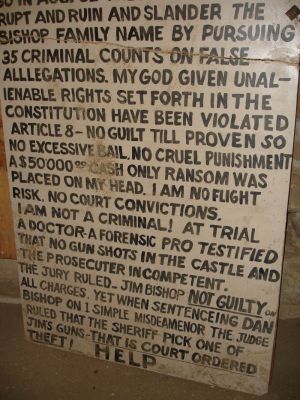 SO IN AUG
RUPT AND RUIN AND SLANDER THE
BISHOP FAMILY NAME BY PURSUING
35 CRIMINAL COUNTS ON FALSE
ALLLEGATIONS. MY GOD GIVEN UNAL-
IENABLE RIGHTS SET FORTH IN THE
CONSTITUTION HAVE BEEN VIOLATED
ARTICLE 8- NO GUILT TILL PROVEN SO
NO EXCESSIVE BAIL, NO CRUEL PUNISHMENT
A $50'000 00 CASH ONLY RANSOM WAS
PLACED ON MY HEAD. I AM NO FLIGHT
RISK, NO COURT CONVICTIONS.
I AM NOT A CRIMINAL! AT TRIAL
A DOCTOR-A FORENSIC PRO TESTIFIED
THAT NO GUN SHOTS IN THE CASTLE AND
THE PROSECUTER INCOMPETENT.
THE JURY RULED- JIM BISHOP NOT GUILTY ON
ALL CHARGES. YET WHEN SENTENCEING DAN
BISHOP ON 1 SIMPLE MISDEAMENOR THE JUDGE
RULED THAT THE SHERIFF PICK ONE OF
JIM'S GUNS-THAT IS COURT ORDERED
THEFT! HELP